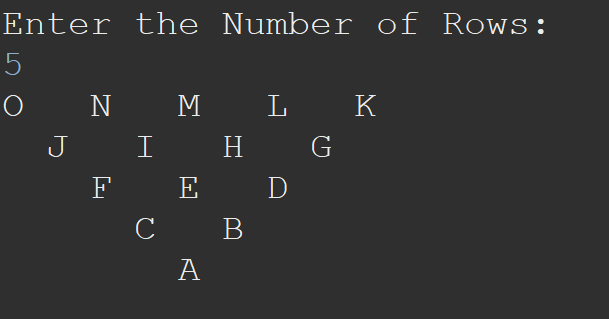 Enter the Number of Rows:
5
O   N   M   L   K
  J   I   H   G
    F   E   D
      C   B
        A